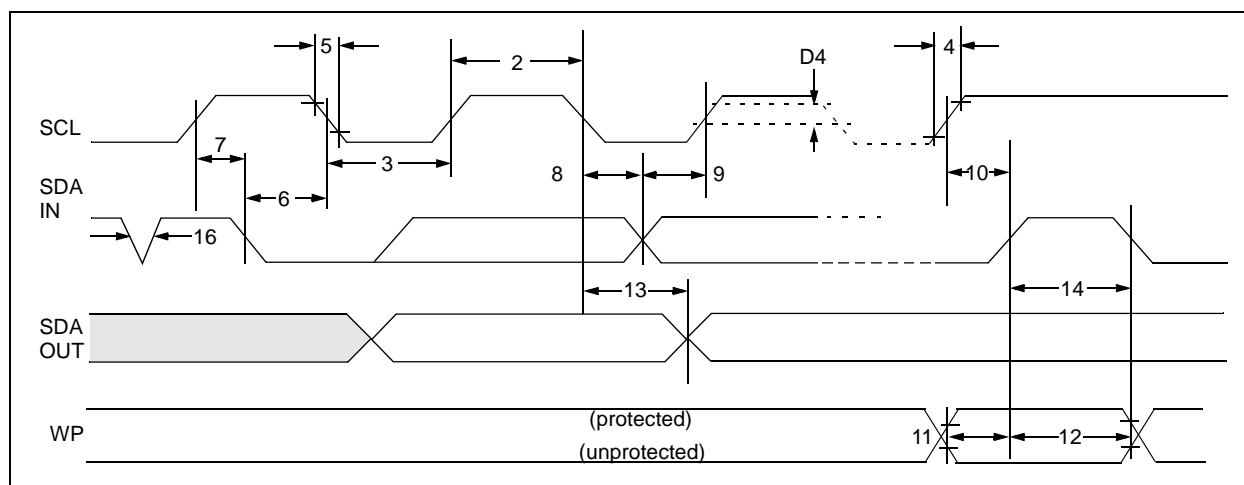 5
2
D4
4
SCL
7
3
8
9
10
SDA
IN
6
16
13
14
SDA
OUT
WP
(protected)
(unprotected)
11
12